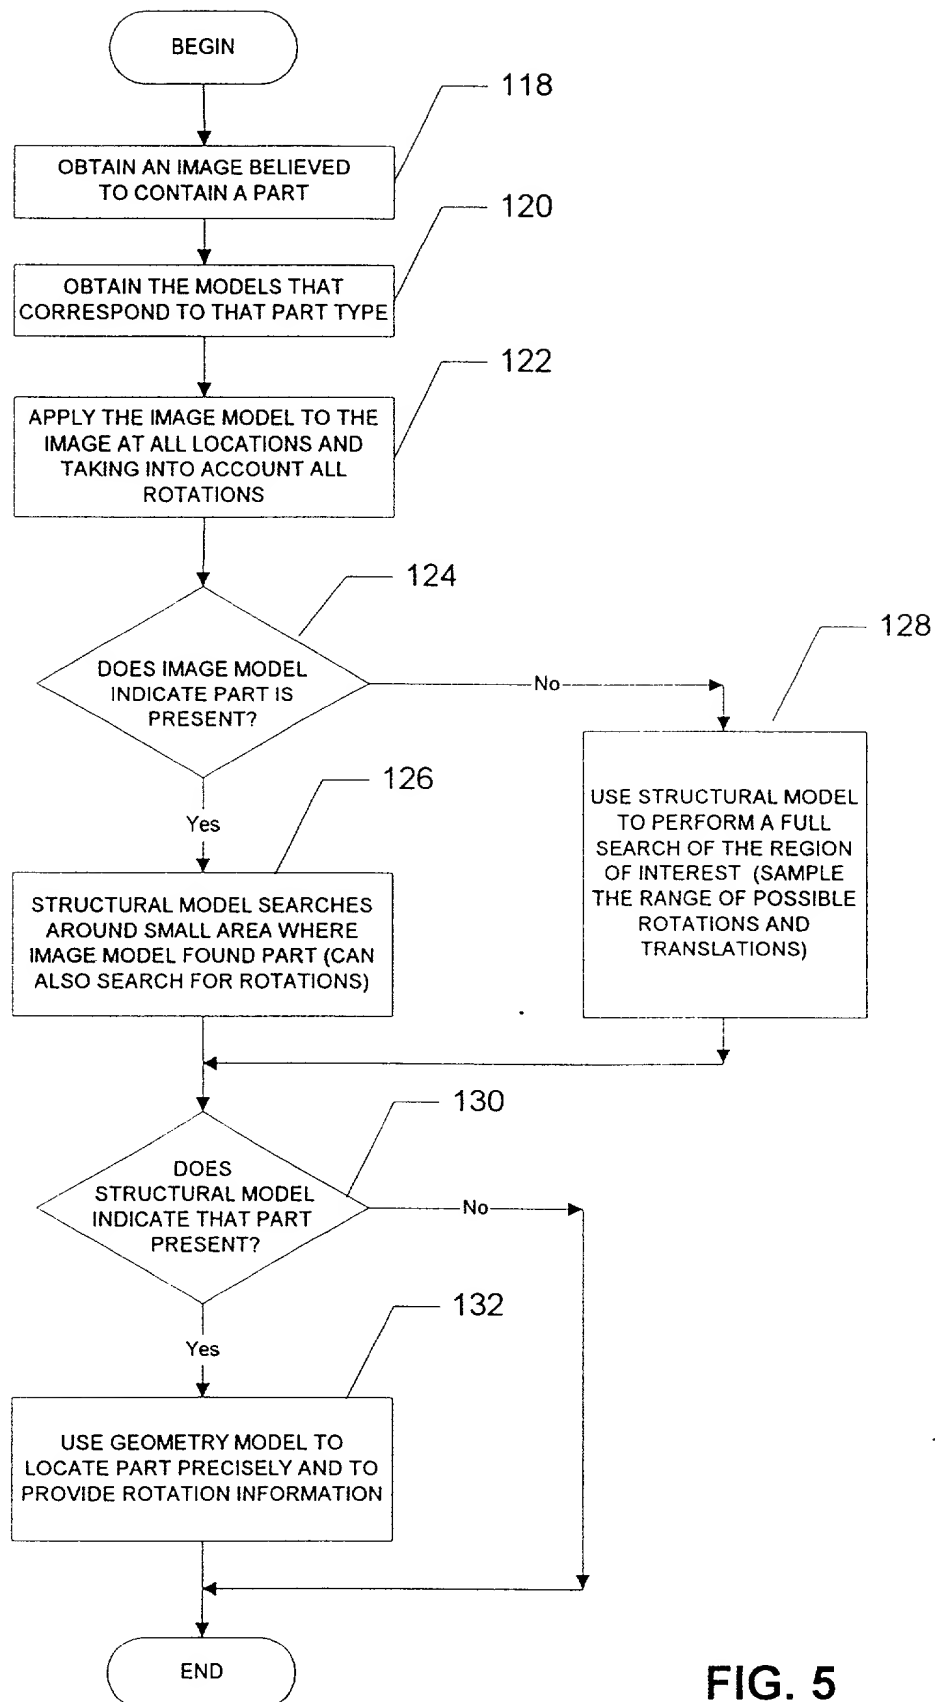 BEGIN
118
OBTAIN AN IMAGE BELIEVED
TO CONTAIN A PART
120
OBTAIN THE MODELS THAT
CORRESPOND TO THAT PART TYPE
122
APPLY THE IMAGE MODEL TO THE
IMAGE AT ALL LOCATIONS AND
TAKING INTO ACCOUNT ALL
ROTATIONS
124
DOES IMAGE MODEL
INDICATE PART IS
PRESENT?
No
128
USE STRUCTURAL MODEL
TO PERFORM A FULL
SEARCH OF THE REGION
OF INTEREST (SAMPLE
THE RANGE OF POSSIBLE
ROTATIONS AND
TRANSLATIONS)
Yes
126
STRUCTURAL MODEL SEARCHES
AROUND SMALL AREA WHERE
IMAGE MODEL FOUND PART (CAN
ALSO SEARCH FOR ROTATIONS)
130
DOES
STRUCTURAL MODEL
INDICATE THAT PART
PRESENT?
No
Yes
132
USE GEOMETRY MODEL TO
LOCATE PART PRECISELY AND TO
PROVIDE ROTATION INFORMATION
END
FIG. 5